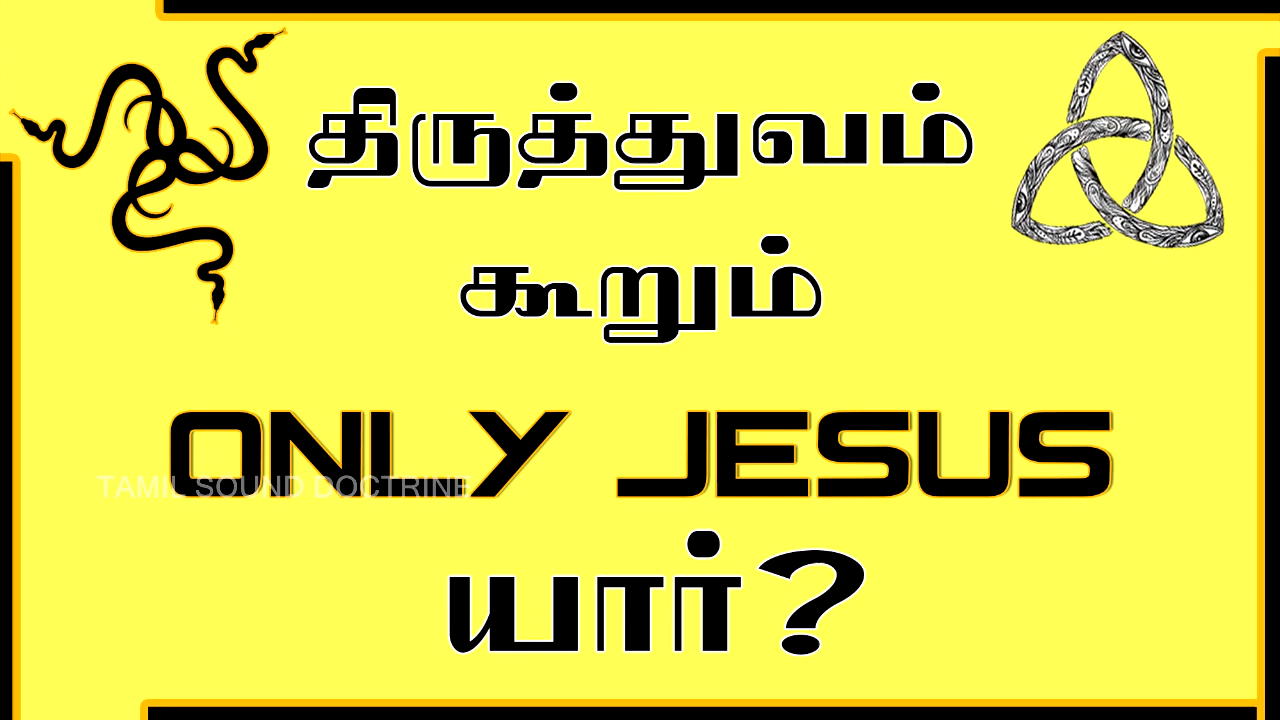 திருத்துவம்
கூறும்
ONLY JESUS
TAMIL SOUND DOCTRINE
யார்?